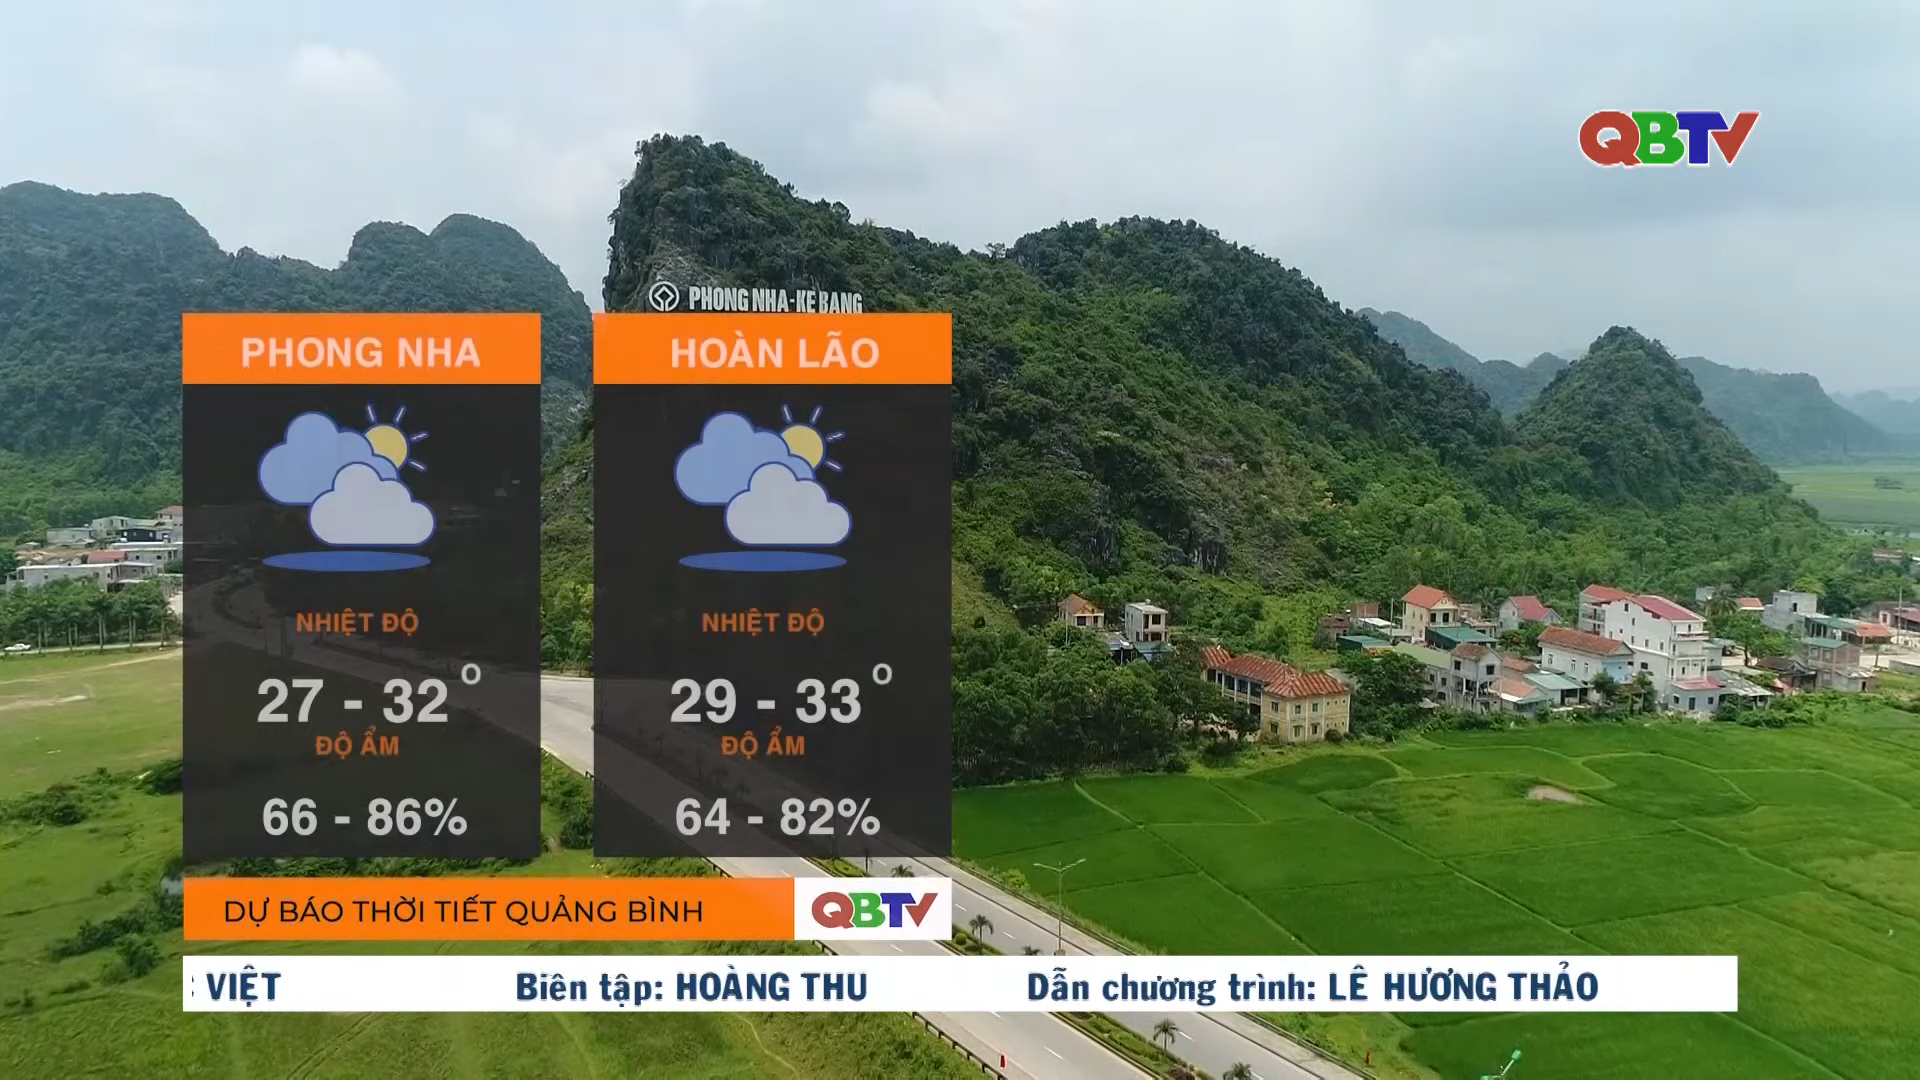 QBTV
PHONG NHA-KE BANG
PHONG NHA
NHIỆT ĐỘ
27 - 32°
ĐỘ ẨM
66 - 86%
HOÀN LÃO
NHIỆT ĐỘ
29 - 33°
ĐỘ ẨM
64 - 82%
DỰ BÁO THỜI TIẾT QUẢNG BÌNH
QBTV
: VIỆT Biên tập: HOÀNG THU Dẫn chương trình: LÊ HƯƠNG THẢO